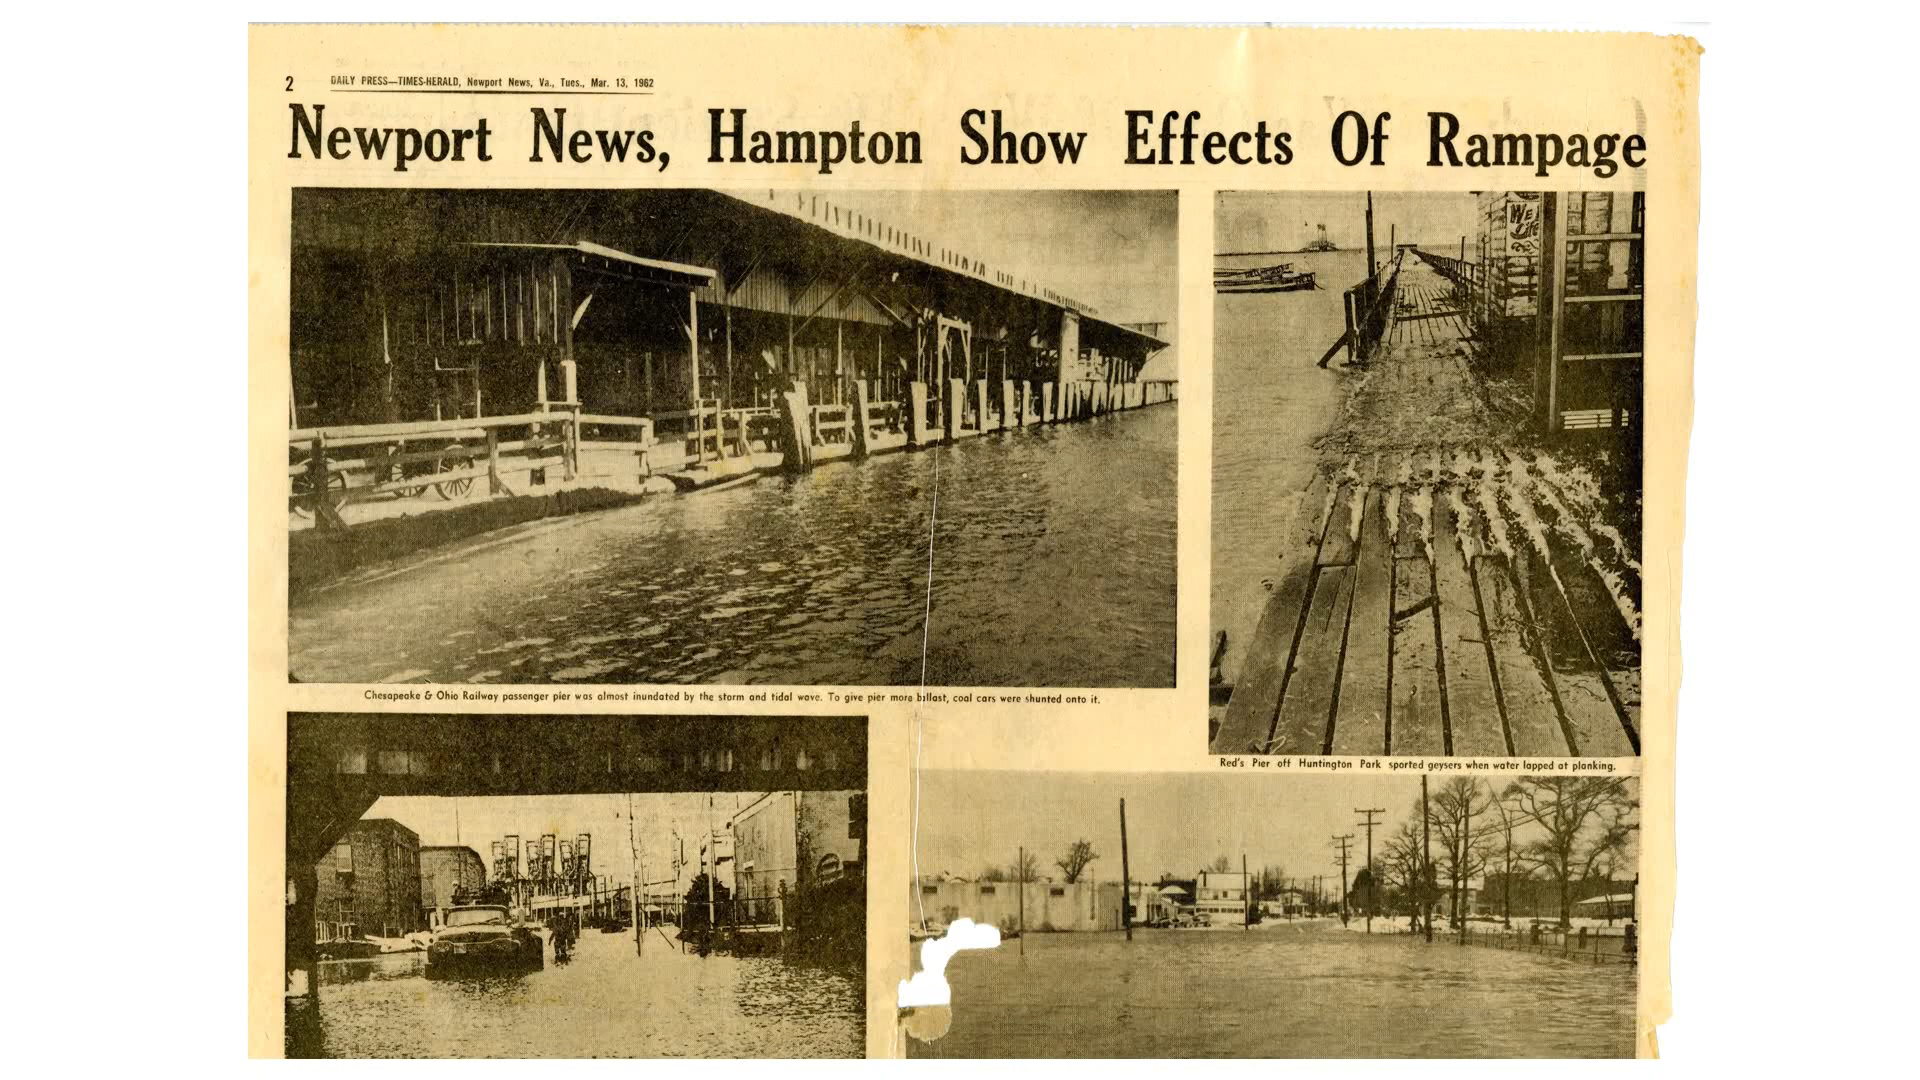 2 DAILY PRESS—TIMES-HERALD, Newport News, Va., Tues., Mar. 13, 1962
Newport News, Hampton Show Effects Of Rampage
We
Chesapeake & Ohio Railway passenger pier was almost inundated by the storm and tidal wave. To give pier more ballast, coal cars were shunted onto it.
Red's Pier off Huntington Park sported geysers when water lapped at planking.